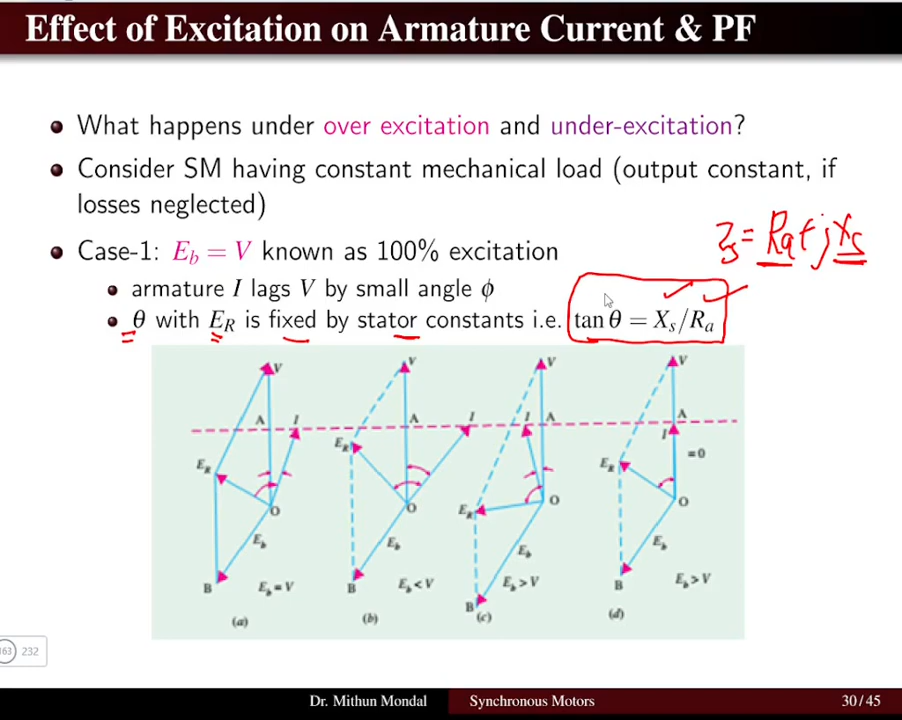 Effect of Excitation on Armature Current & PF
What happens under over excitation and under-excitation?
Consider SM having constant mechanical load (output constant, if
losses neglected)
Case-1: E_b = V known as 100% excitation
armature I lags V by small angle ϕ
θ with E_R is fixed by stator constants i.e. tan θ = X_s/R_a
= Ra + jXs
V
A
I
E_R
O
E_b
B
E_b = V
(a)
V
A
I
E_R
O
E_b
B
E_b < V
(b)
V
I
A
E_R
O
E_b
B
E_b > V
(c)
V
A
I
= 0
E_R
O
E_b
B
E_b > V
(d)
163 232
Dr. Mithun Mondal
Synchronous Motors
30 / 45